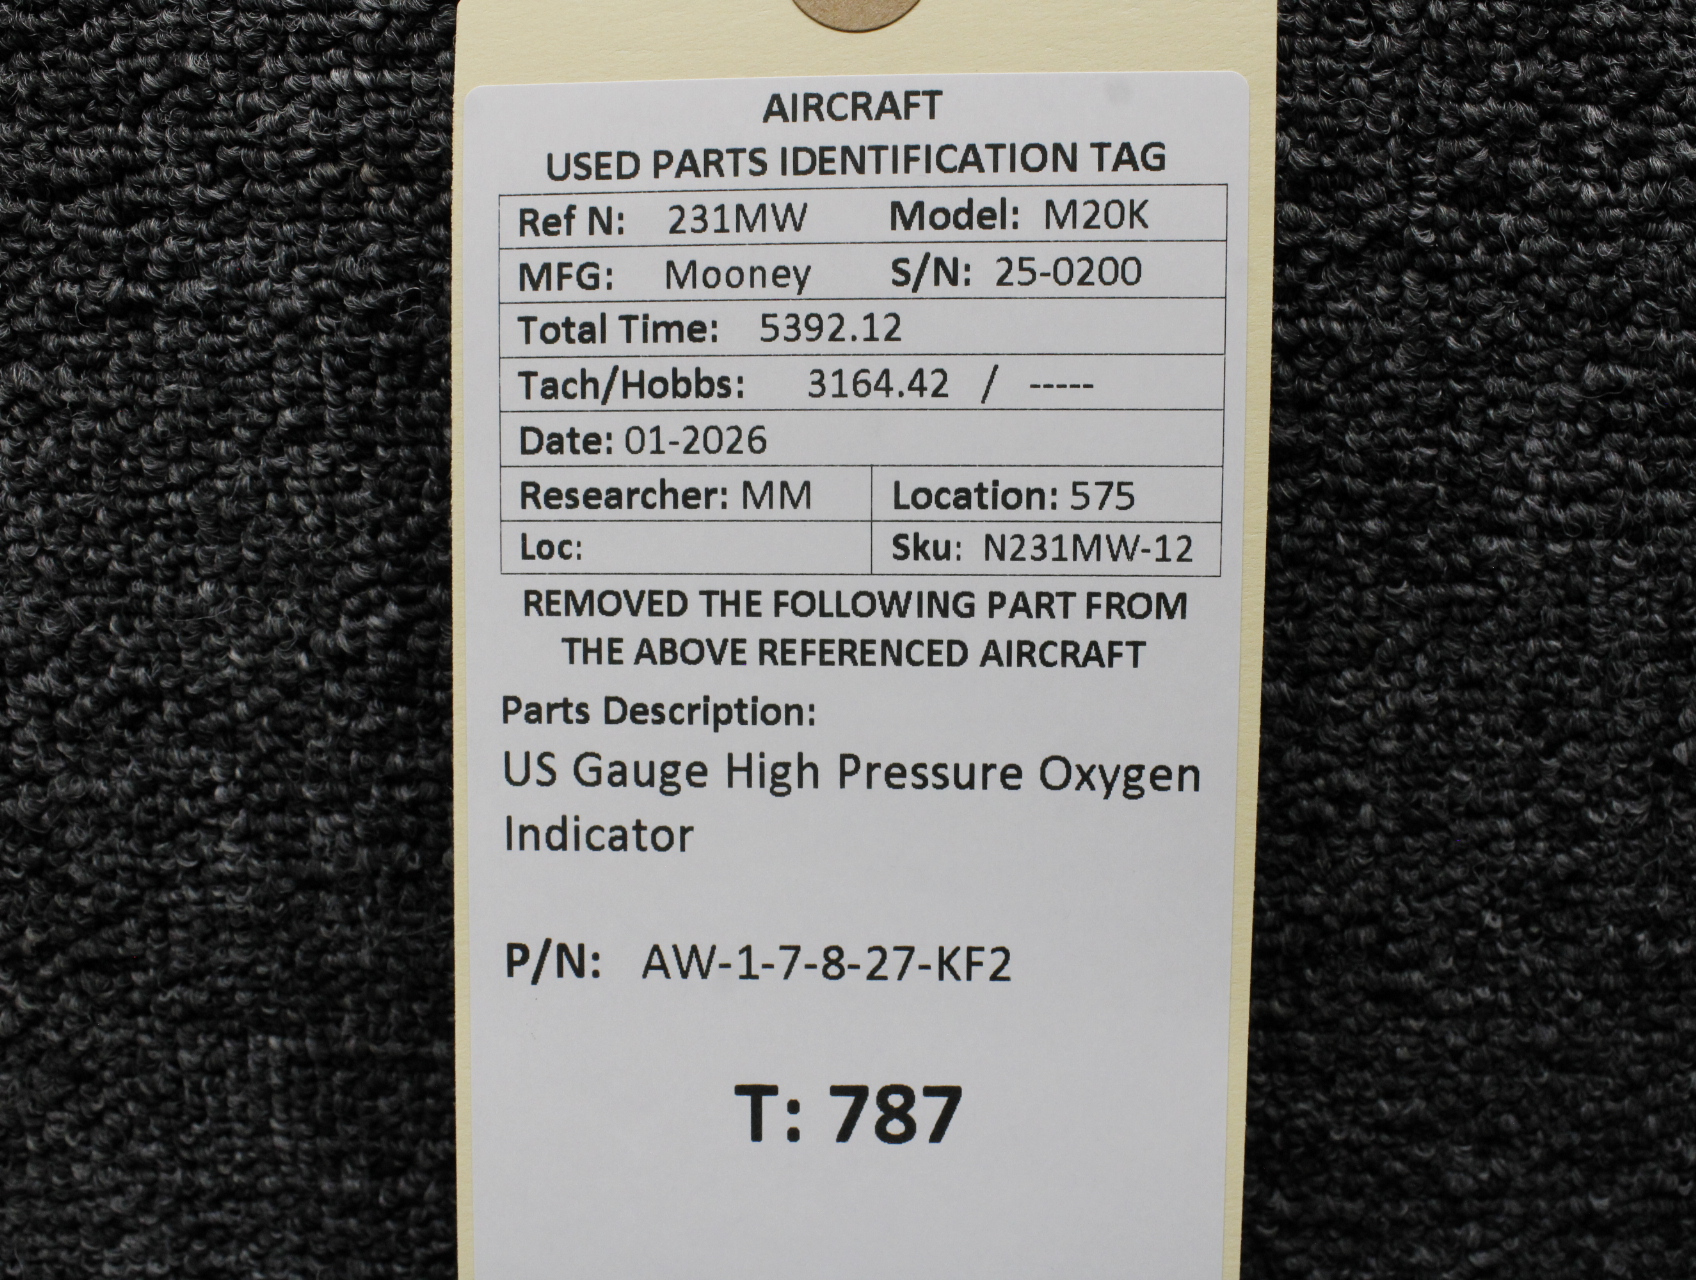 AIRCRAFT
USED PARTS IDENTIFICATION TAG
Ref N: 231MW Model: M20K
MFG: Mooney S/N: 25-0200
Total Time: 5392.12
Tach/Hobbs: 3164.42 / -----
Date: 01-2026
Researcher: MM Location: 575
Loc: Sku: N231MW-12
REMOVED THE FOLLOWING PART FROM
THE ABOVE REFERENCED AIRCRAFT
Parts Description:
US Gauge High Pressure Oxygen
Indicator
P/N: AW-1-7-8-27-KF2
T: 787